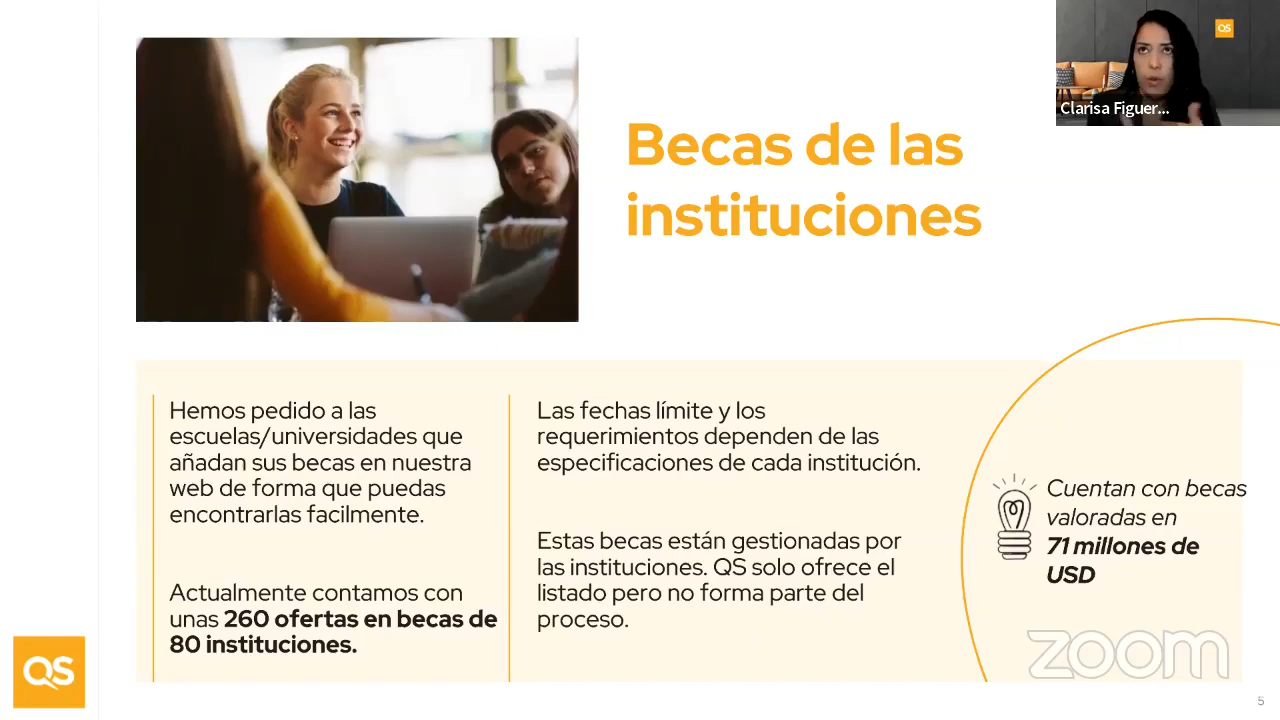 QS
Clarisa Figuer...
Becas de las
instituciones
Hemos pedido a las
escuelas/universidades que
añadan sus becas en nuestra
web de forma que puedas
encontrarlas facilmente.
Actualmente contamos con
unas 260 ofertas en becas de
80 instituciones.
Las fechas límite y los
requerimientos dependen de las
especificaciones de cada institución.
Estas becas están gestionadas por
las instituciones. QS solo ofrece el
listado pero no forma parte del
proceso.
Cuentan con becas
valoradas en
71 millones de
USD
zoom
QS
5